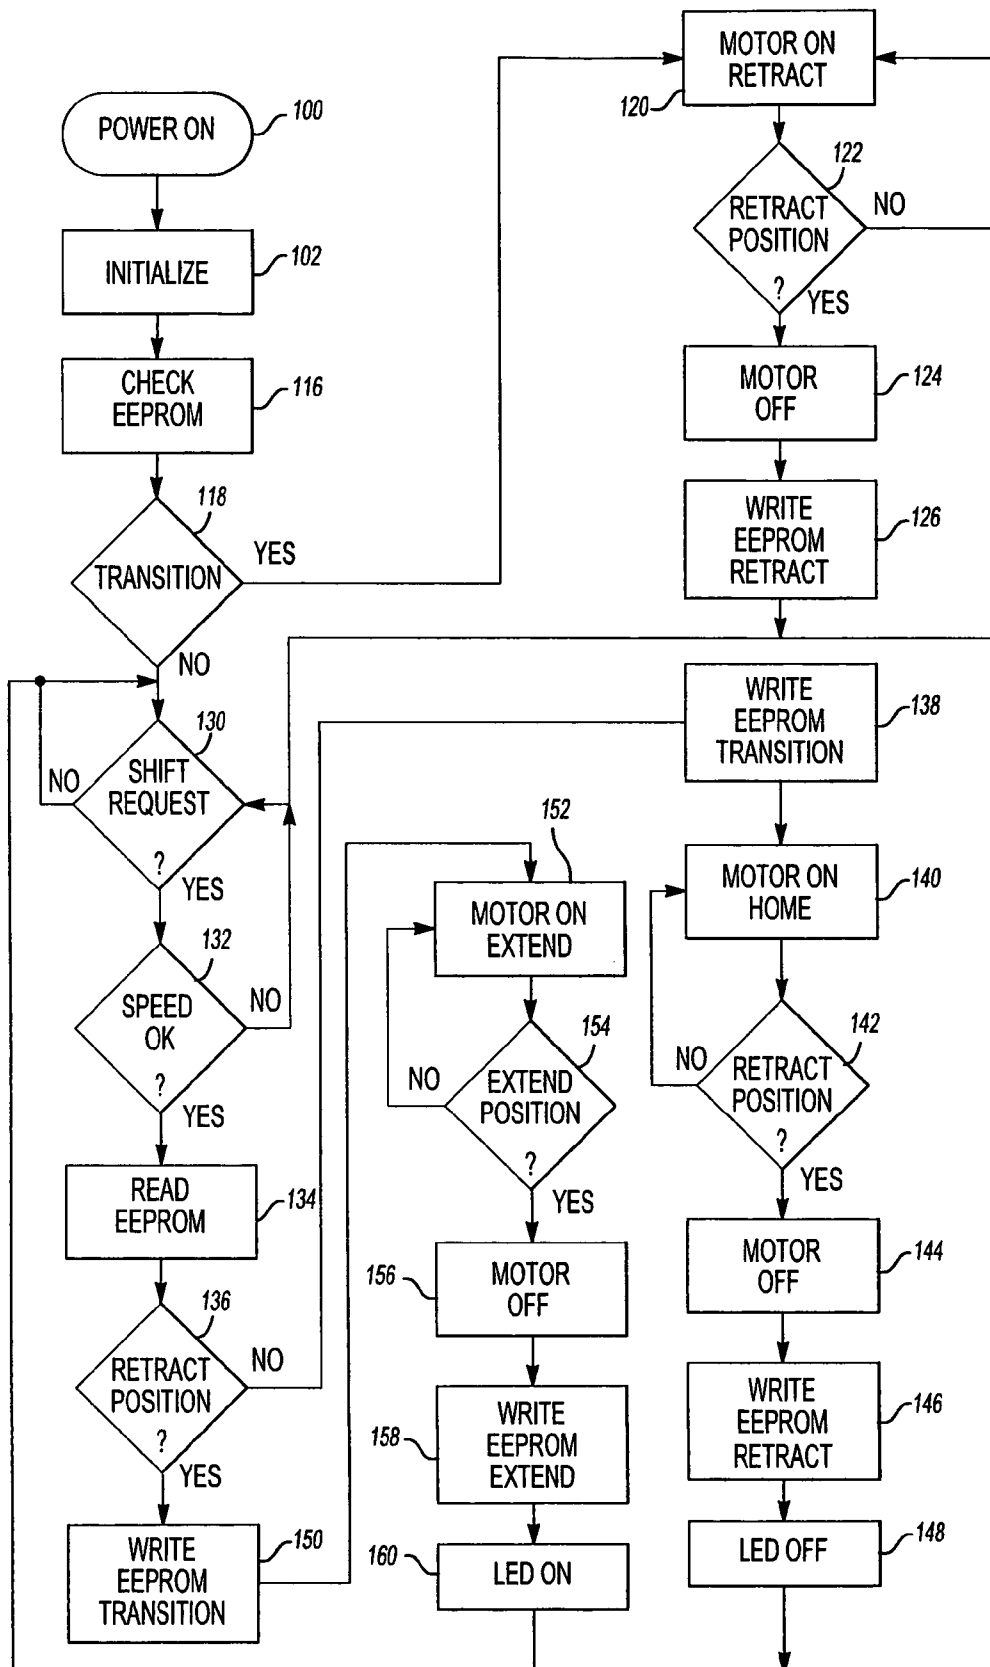 POWER ON
100
INITIALIZE
102
CHECK
EEPROM
116
118
TRANSITION
YES
NO
130
SHIFT
REQUEST
?
NO
YES
132
SPEED
OK
?
NO
YES
READ
EEPROM
134
136
RETRACT
POSITION
?
NO
YES
WRITE
EEPROM
TRANSITION
150
MOTOR ON
RETRACT
120
122
RETRACT
POSITION
?
NO
YES
MOTOR
OFF
124
WRITE
EEPROM
RETRACT
126
WRITE
EEPROM
TRANSITION
138
MOTOR ON
HOME
140
142
RETRACT
POSITION
?
NO
YES
MOTOR
OFF
144
WRITE
EEPROM
RETRACT
146
LED OFF
148
152
MOTOR ON
EXTEND
154
EXTEND
POSITION
?
NO
YES
156
MOTOR
OFF
158
WRITE
EEPROM
EXTEND
160
LED ON